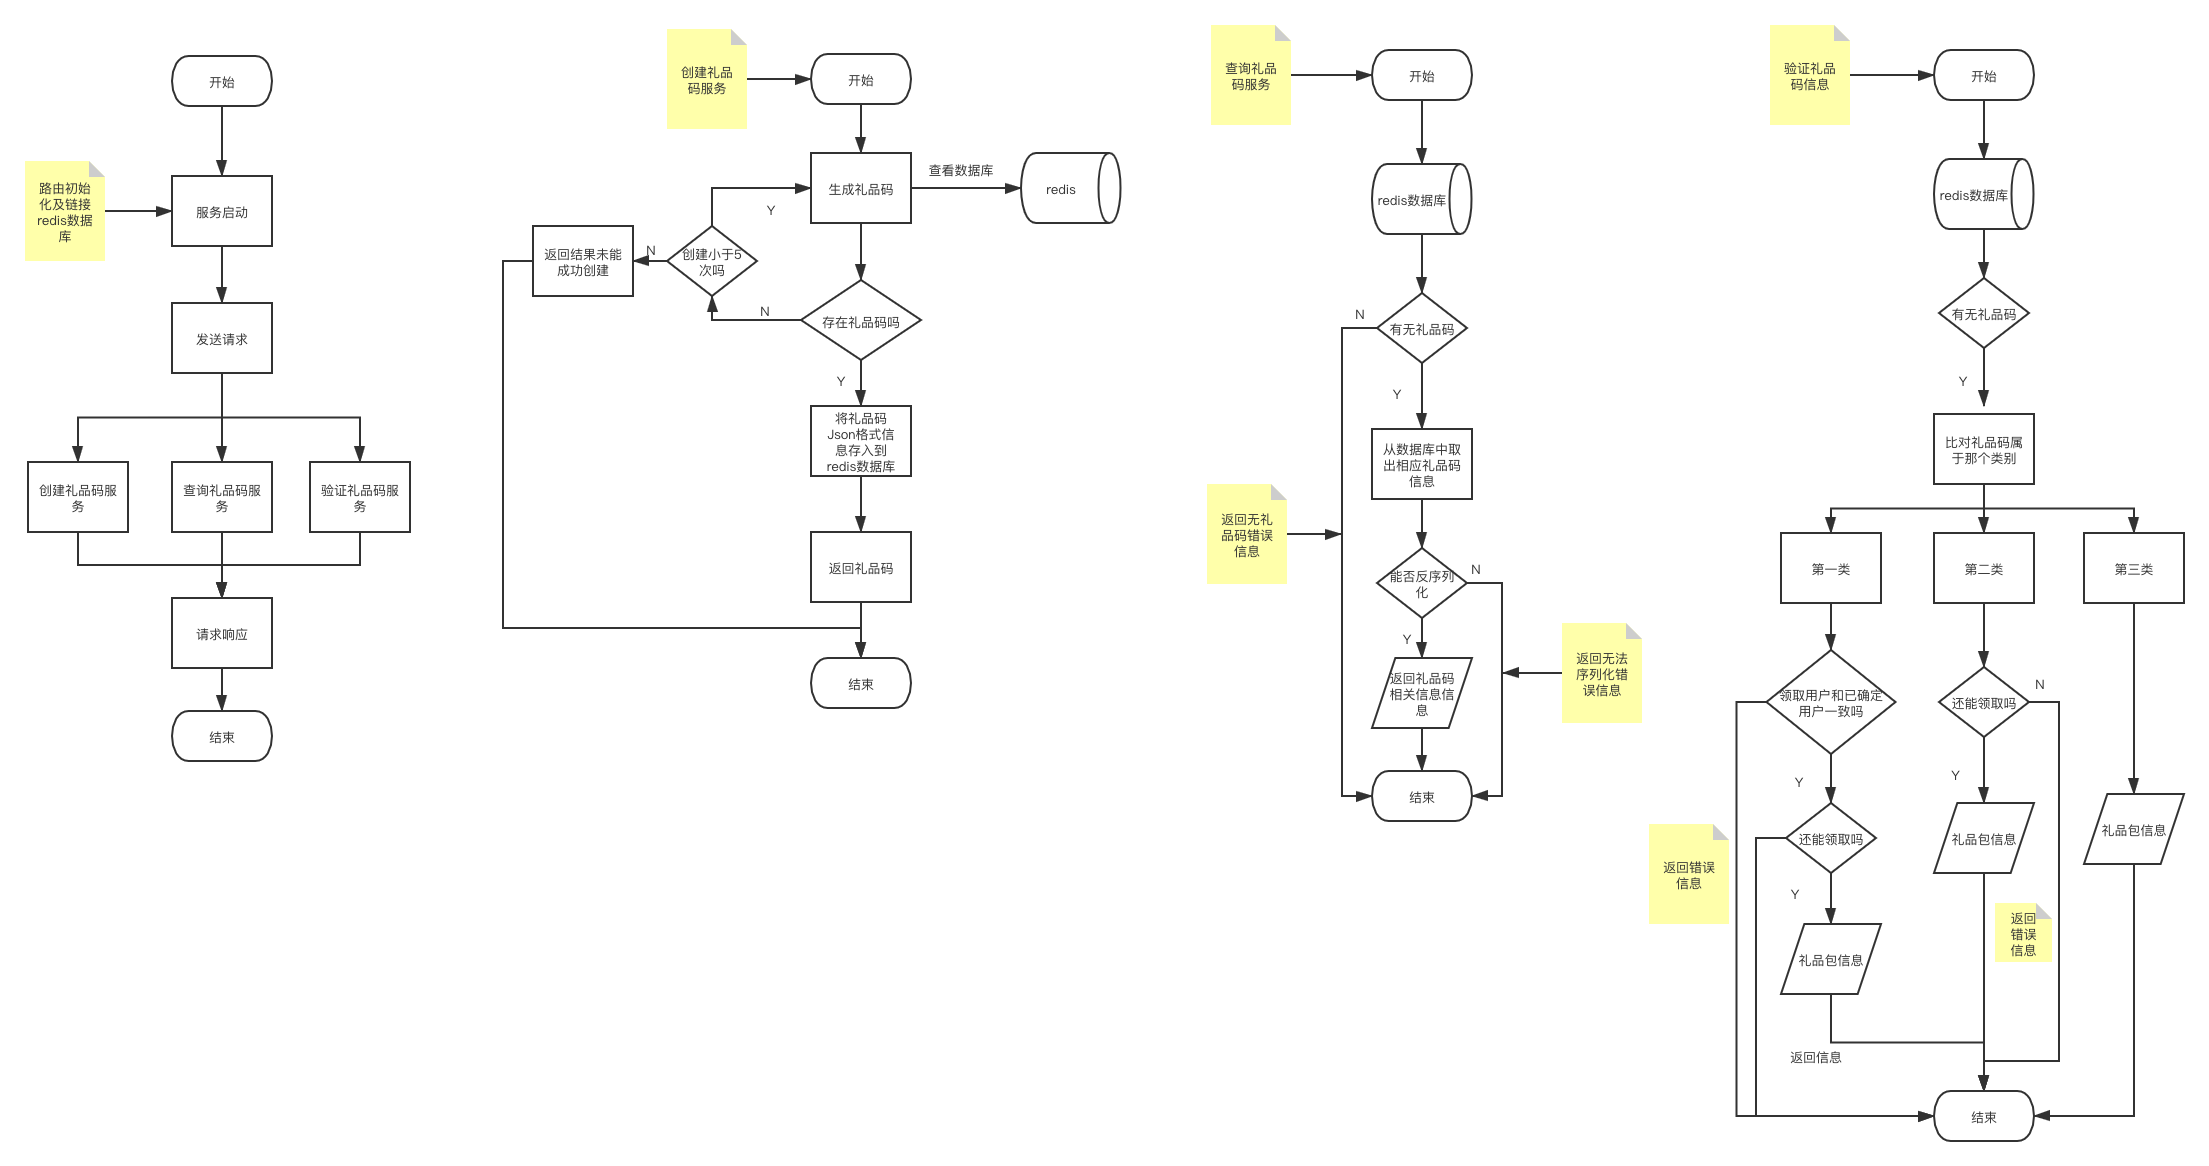 开始
路由初始
化及链接
redis数据
库
服务启动
发送请求
创建礼品码服
务
查询礼品码服
务
验证礼品码服
务
请求响应
结束
创建礼品
码服务
开始
生成礼品码
查看数据库
redis
Y
创建小于5
次吗
N
返回结果未能
成功创建
N
存在礼品码吗
Y
将礼品码
Json格式信
息存入到
redis数据库
返回礼品码
结束
查询礼品
码服务
开始
redis数据库
有无礼品码
N
Y
从数据库中取
出相应礼品码
信息
返回无礼
品码错误
信息
能否反序列
化
N
Y
返回礼品码
相关信息信
息
返回无法
序列化错
误信息
结束
验证礼品
码信息
开始
redis数据库
有无礼品码
Y
比对礼品码属
于那个类别
第一类
第二类
第三类
领取用户和已确定
用户一致吗
还能领取吗
N
Y
Y
还能领取吗
礼品包信息
礼品包信息
返回错误
信息
Y
返回
错误
信息
礼品包信息
返回信息
结束